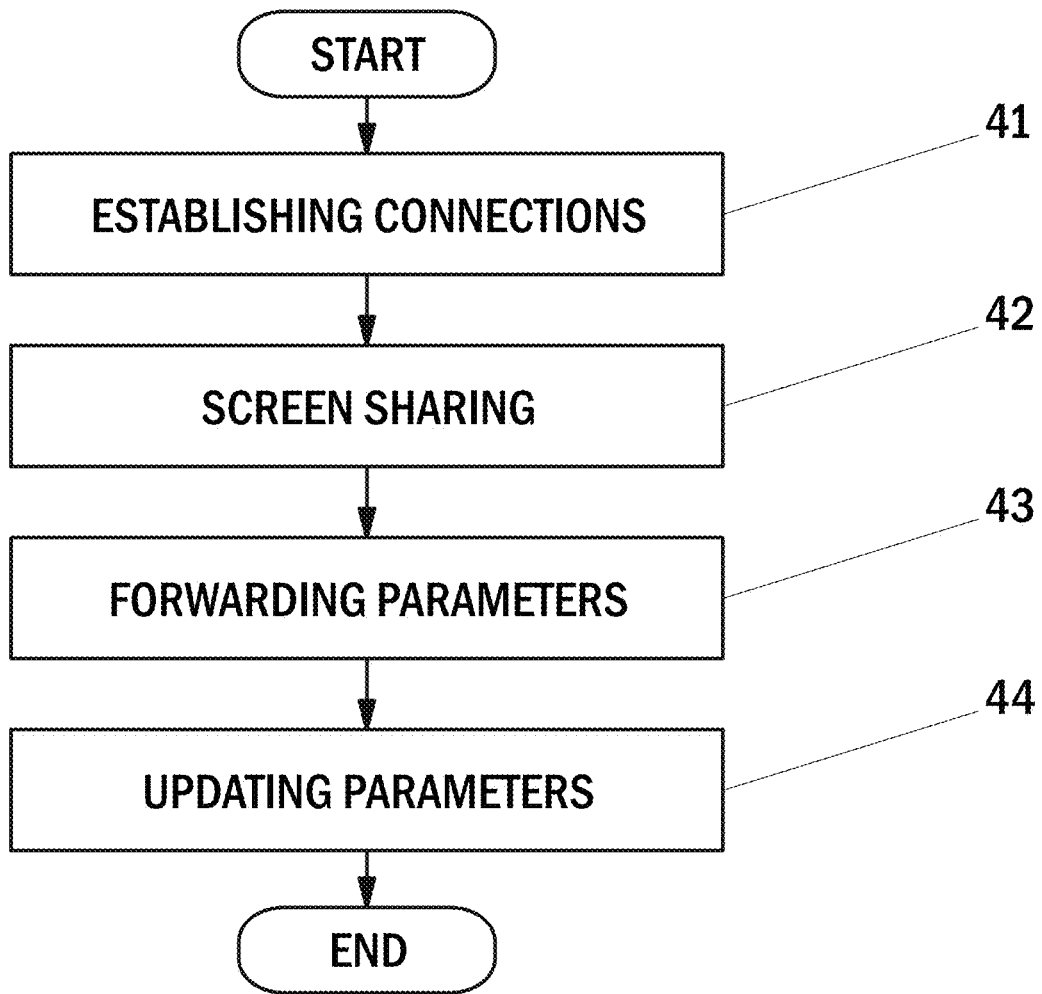 START
41
ESTABLISHING CONNECTIONS
42
SCREEN SHARING
43
FORWARDING PARAMETERS
44
UPDATING PARAMETERS
END